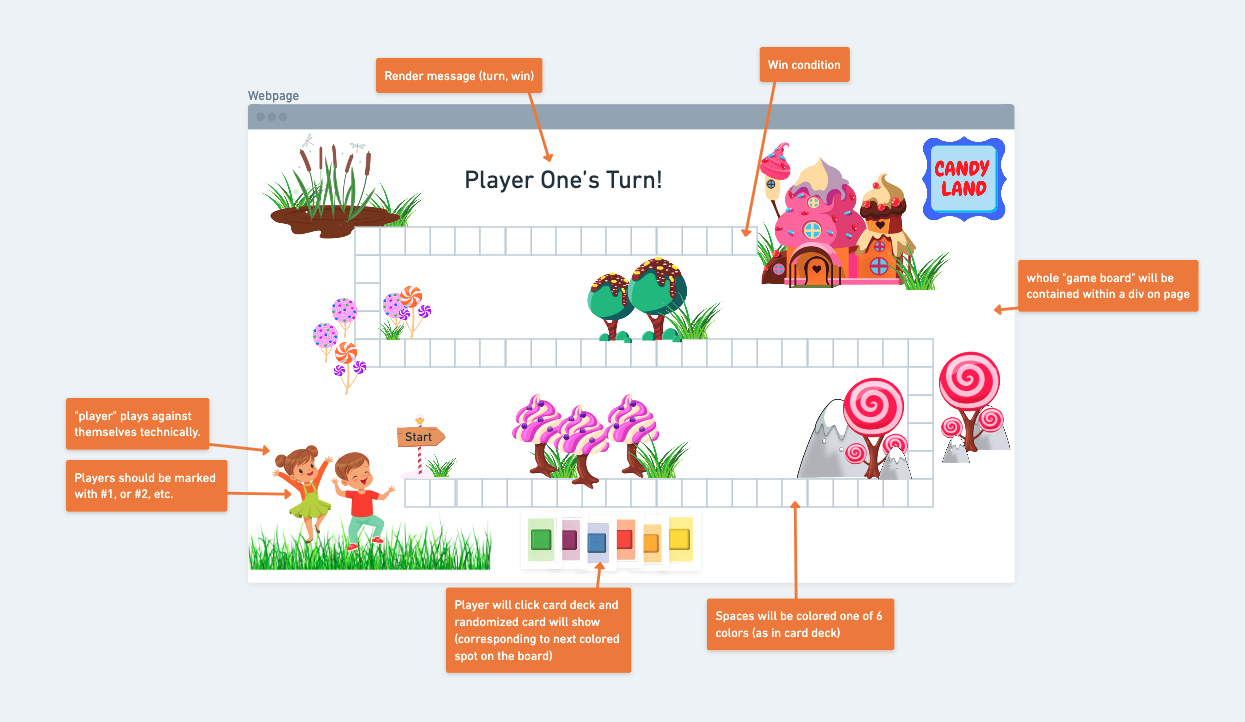 Render message (turn, win)
Win condition
Webpage
Player One's Turn!
CANDY
LAND
whole "game board" will be
contained within a div on page
"player" plays against
themselves technically.
Players should be marked
with #1, or #2, etc.
Start
Player will click card deck and
randomized card will show
(corresponding to next colored
spot on the board)
Spaces will be colored one of 6
colors (as in card deck)